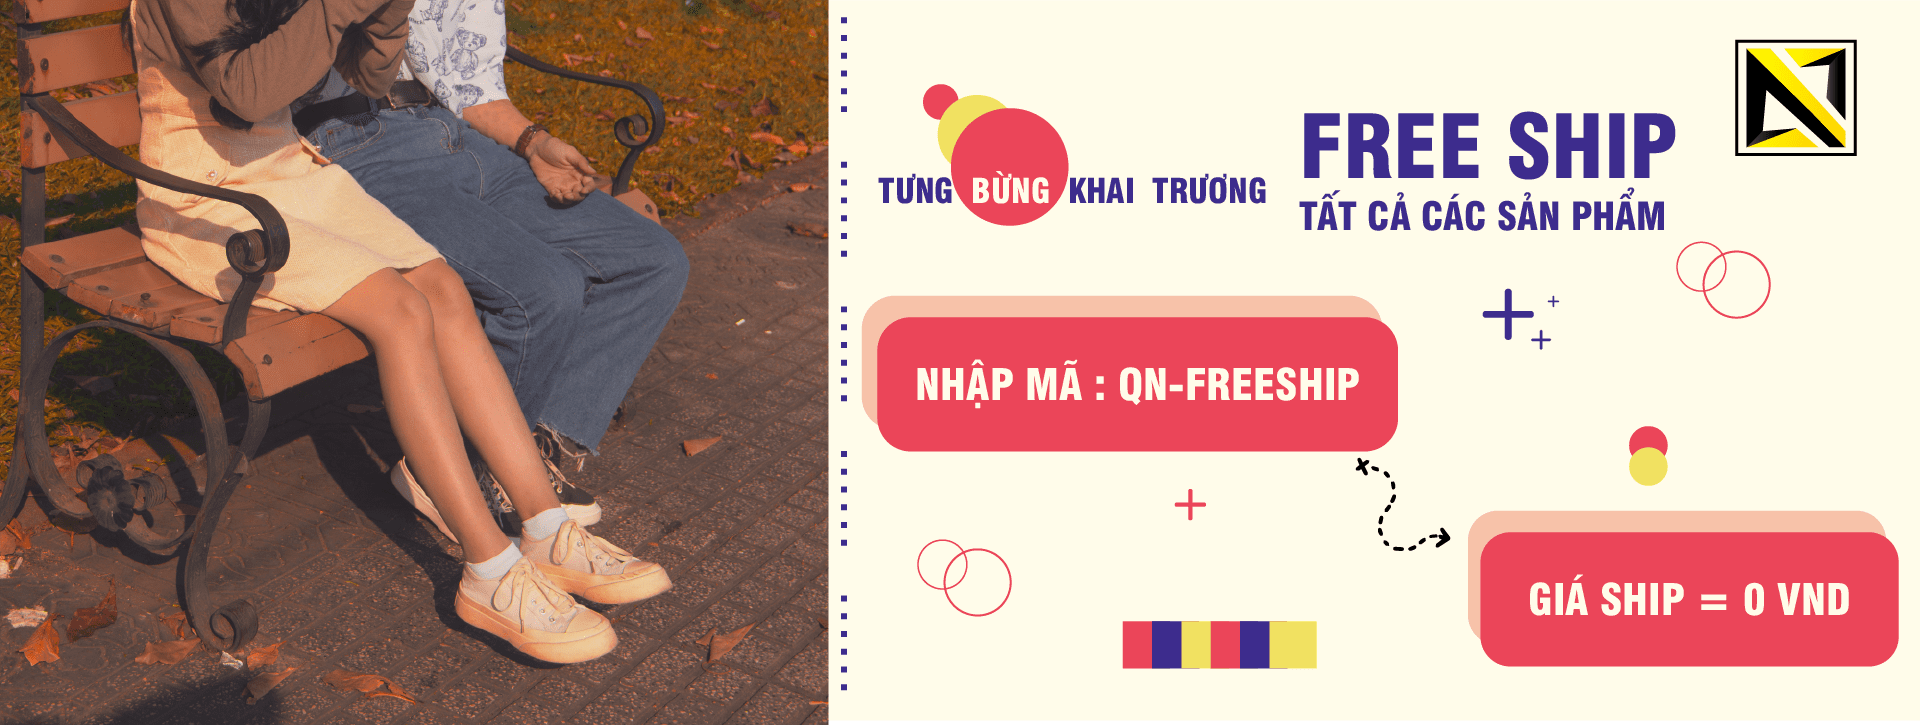 TƯNG BỪNG KHAI TRƯƠNG
FREE SHIP
TẤT CẢ CÁC SẢN PHẨM
NHẬP MÃ : QN-FREESHIP
GIÁ SHIP = 0 VND